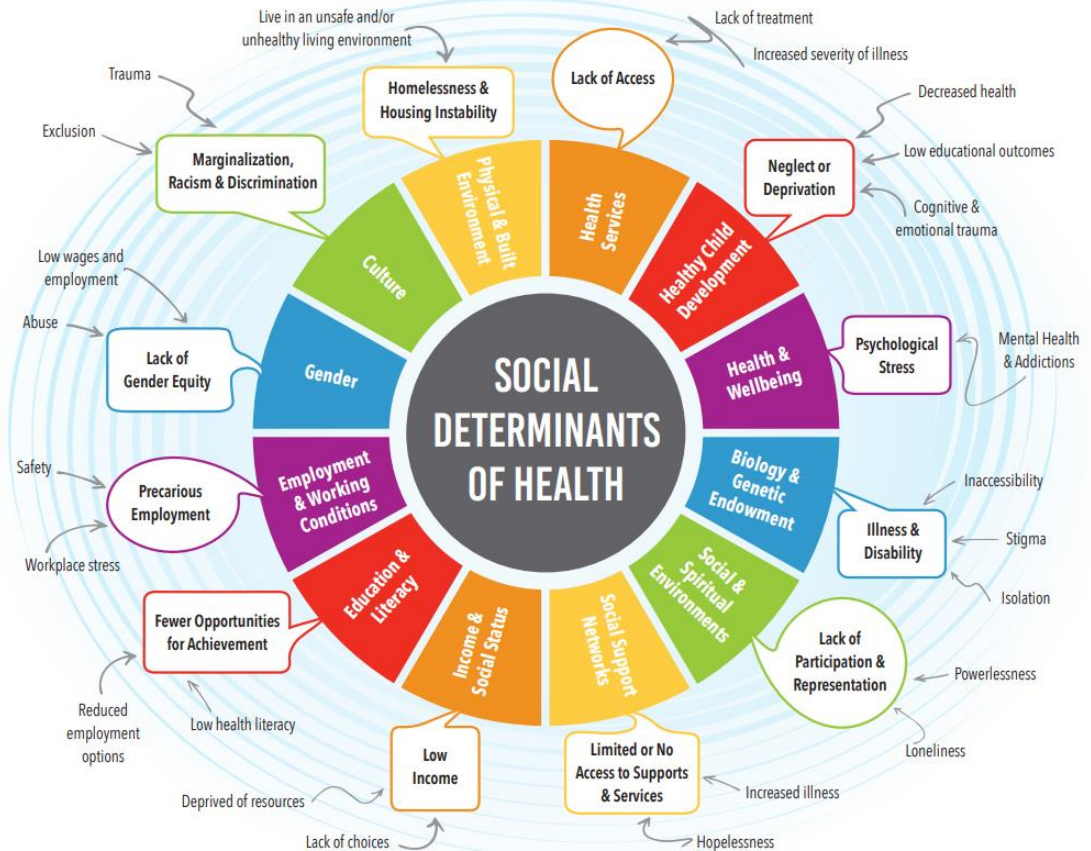 SOCIAL
DETERMINANTS
OF HEALTH
Health
Services
Lack of Access
Lack of treatment
Increased severity of illness
Healthy Child
Development
Neglect or
Deprivation
Decreased health
Low educational outcomes
Cognitive &
emotional trauma
Health &
Wellbeing
Psychological
Stress
Mental Health
& Addictions
Biology &
Genetic
Endowment
Illness &
Disability
Inaccessibility
Stigma
Isolation
Social &
Spiritual
Environments
Lack of
Participation &
Representation
Powerlessness
Loneliness
Social Support
Networks
Limited or No
Access to Supports
& Services
Increased illness
Hopelessness
Income &
Social Status
Low
Income
Deprived of resources
Lack of choices
Education &
Literacy
Fewer Opportunities
for Achievement
Reduced
employment
options
Low health literacy
Employment
& Working
Conditions
Precarious
Employment
Safety
Workplace stress
Gender
Lack of
Gender Equity
Low wages and
employment
Abuse
Culture
Marginalization,
Racism & Discrimination
Trauma
Exclusion
Physical & Built
Environment
Homelessness &
Housing Instability
Live in an unsafe and/or
unhealthy living environment